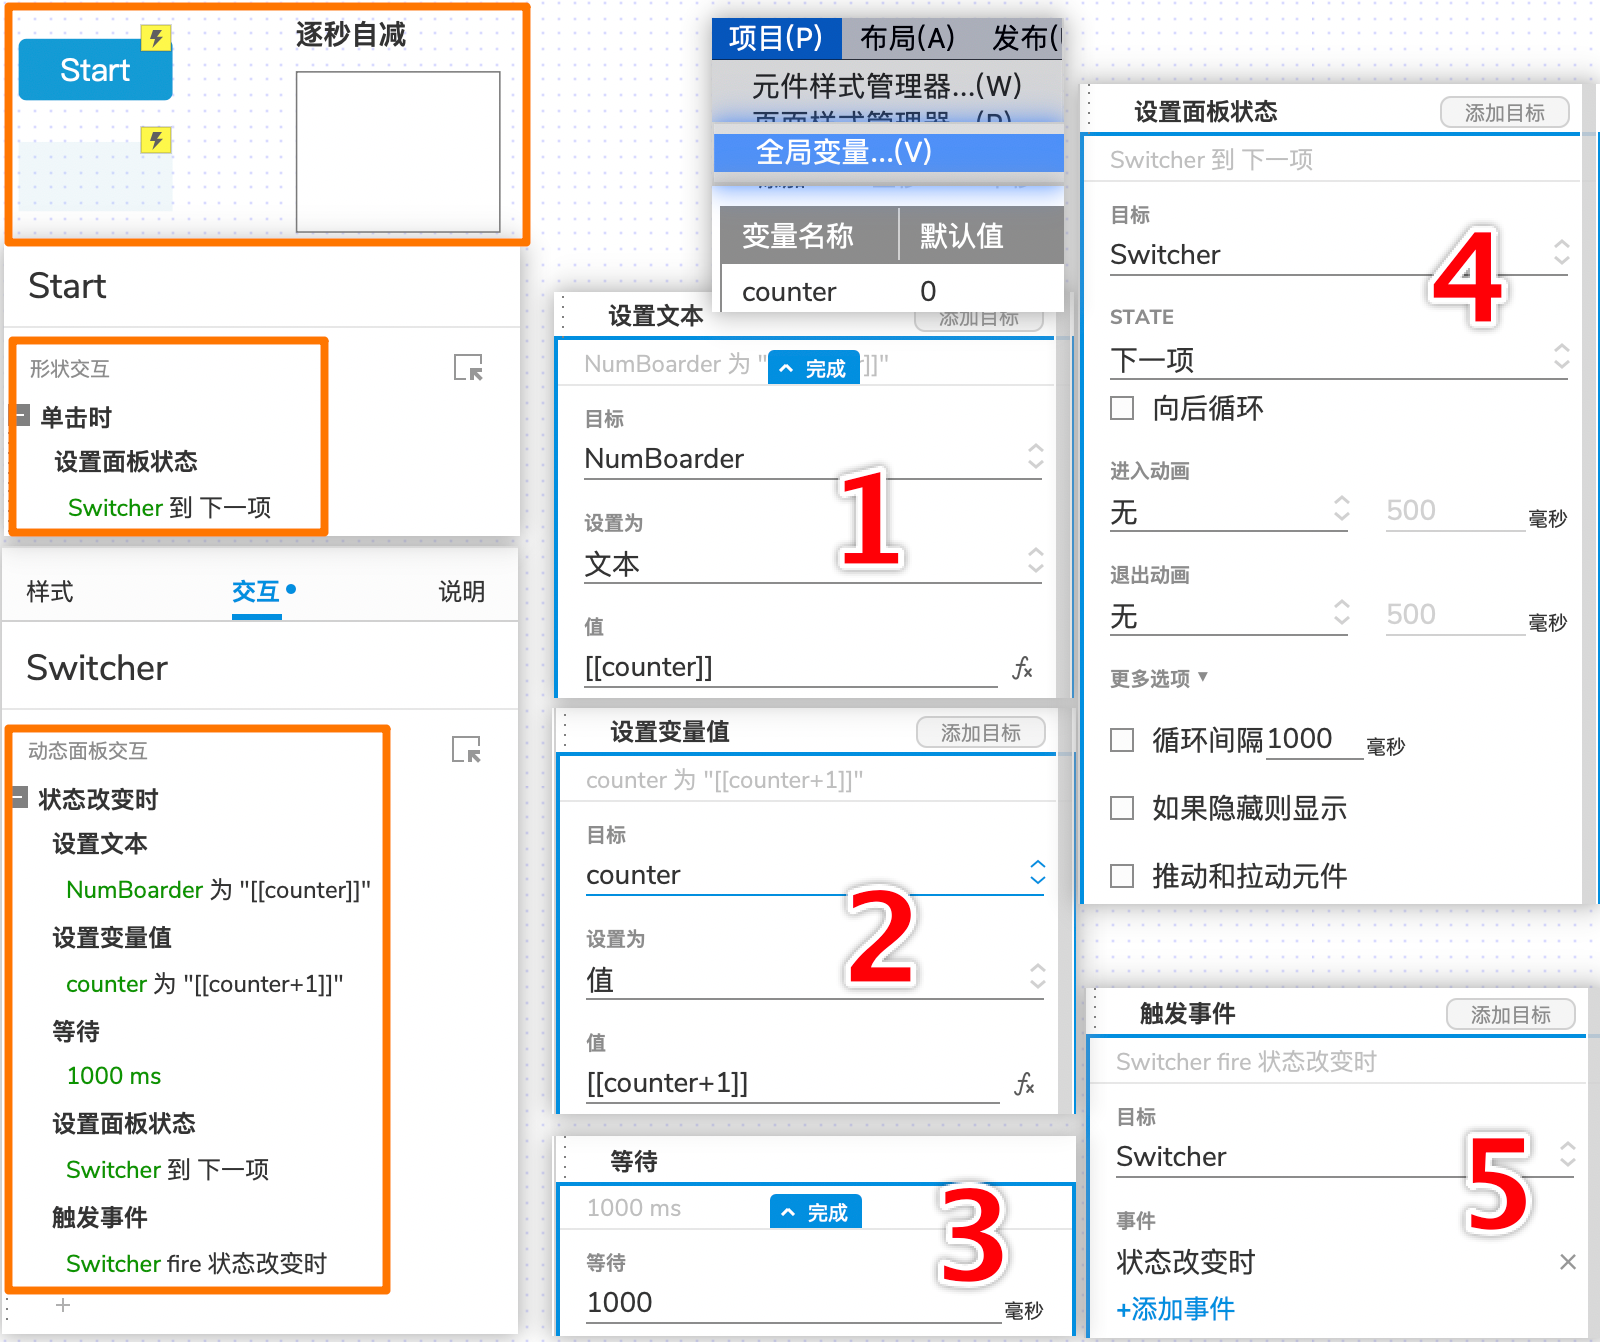 Start
逐秒自减
Start
形状交互
单击时
设置面板状态
Switcher 到 下一项
样式
交互
说明
Switcher
动态面板交互
状态改变时
设置文本
NumBoarder 为 "[[counter]]"
设置变量值
counter 为 "[[counter+1]]"
等待
1000 ms
设置面板状态
Switcher 到 下一项
触发事件
Switcher fire 状态改变时
+
项目(P) 布局(A) 发布(
元件样式管理器...(W)
页面样式管理器...(P)
全局变量...(V)
变量名称 默认值
counter 0
设置文本 添加目标
NumBoarder 为 "
完成
]]"
目标
NumBoarder
设置为
文本
值
[[counter]] fx
1
设置变量值 添加目标
counter 为 "[[counter+1]]"
目标
counter
设置为
值
值
[[counter+1]] fx
2
等待
1000 ms
完成
等待
1000 毫秒
3
设置面板状态 添加目标
Switcher 到 下一项
目标
Switcher
STATE
下一项
向后循环
进入动画
无 500 毫秒
退出动画
无 500 毫秒
更多选项
循环间隔 1000 毫秒
如果隐藏则显示
推动和拉动元件
4
触发事件 添加目标
Switcher fire 状态改变时
目标
Switcher
事件
状态改变时
+添加事件
5